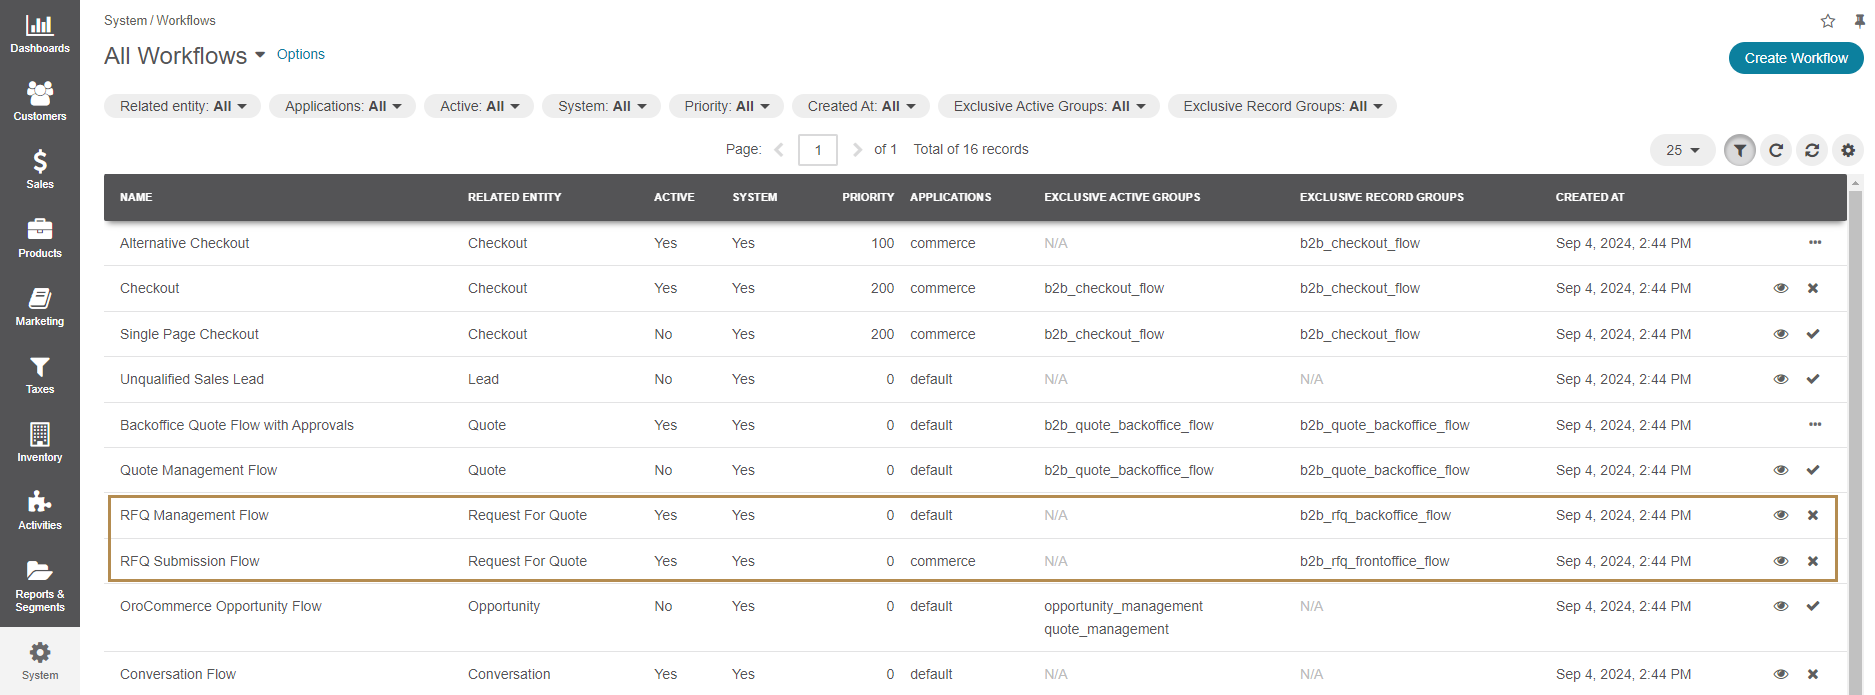 Dashboards
Customers
Sales
Products
Marketing
Taxes
Inventory
Activities
Reports &
Segments
System
System / Workflows
All Workflows Options
Create Workflow
Related entity: All Applications: All Active: All System: All Priority: All Created At: All Exclusive Active Groups: All Exclusive Record Groups: All
Page: 1 of 1 Total of 16 records 25
NAME RELATED ENTITY ACTIVE SYSTEM PRIORITY APPLICATIONS EXCLUSIVE ACTIVE GROUPS EXCLUSIVE RECORD GROUPS CREATED AT
Alternative Checkout Checkout Yes Yes 100 commerce N/A b2b_checkout_flow Sep 4, 2024, 2:44 PM
Checkout Checkout Yes Yes 200 commerce b2b_checkout_flow b2b_checkout_flow Sep 4, 2024, 2:44 PM
Single Page Checkout Checkout No Yes 200 commerce b2b_checkout_flow b2b_checkout_flow Sep 4, 2024, 2:44 PM
Unqualified Sales Lead Lead No Yes 0 default N/A N/A Sep 4, 2024, 2:44 PM
Backoffice Quote Flow with Approvals Quote Yes Yes 0 default b2b_quote_backoffice_flow b2b_quote_backoffice_flow Sep 4, 2024, 2:44 PM
Quote Management Flow Quote No Yes 0 default b2b_quote_backoffice_flow b2b_quote_backoffice_flow Sep 4, 2024, 2:44 PM
RFQ Management Flow Request For Quote Yes Yes 0 default N/A b2b_rfq_backoffice_flow Sep 4, 2024, 2:44 PM
RFQ Submission Flow Request For Quote Yes Yes 0 commerce N/A b2b_rfq_frontoffice_flow Sep 4, 2024, 2:44 PM
OroCommerce Opportunity Flow Opportunity No Yes 0 default opportunity_management N/A Sep 4, 2024, 2:44 PM
quote_management
Conversation Flow Conversation Yes Yes 0 default N/A N/A Sep 4, 2024, 2:44 PM